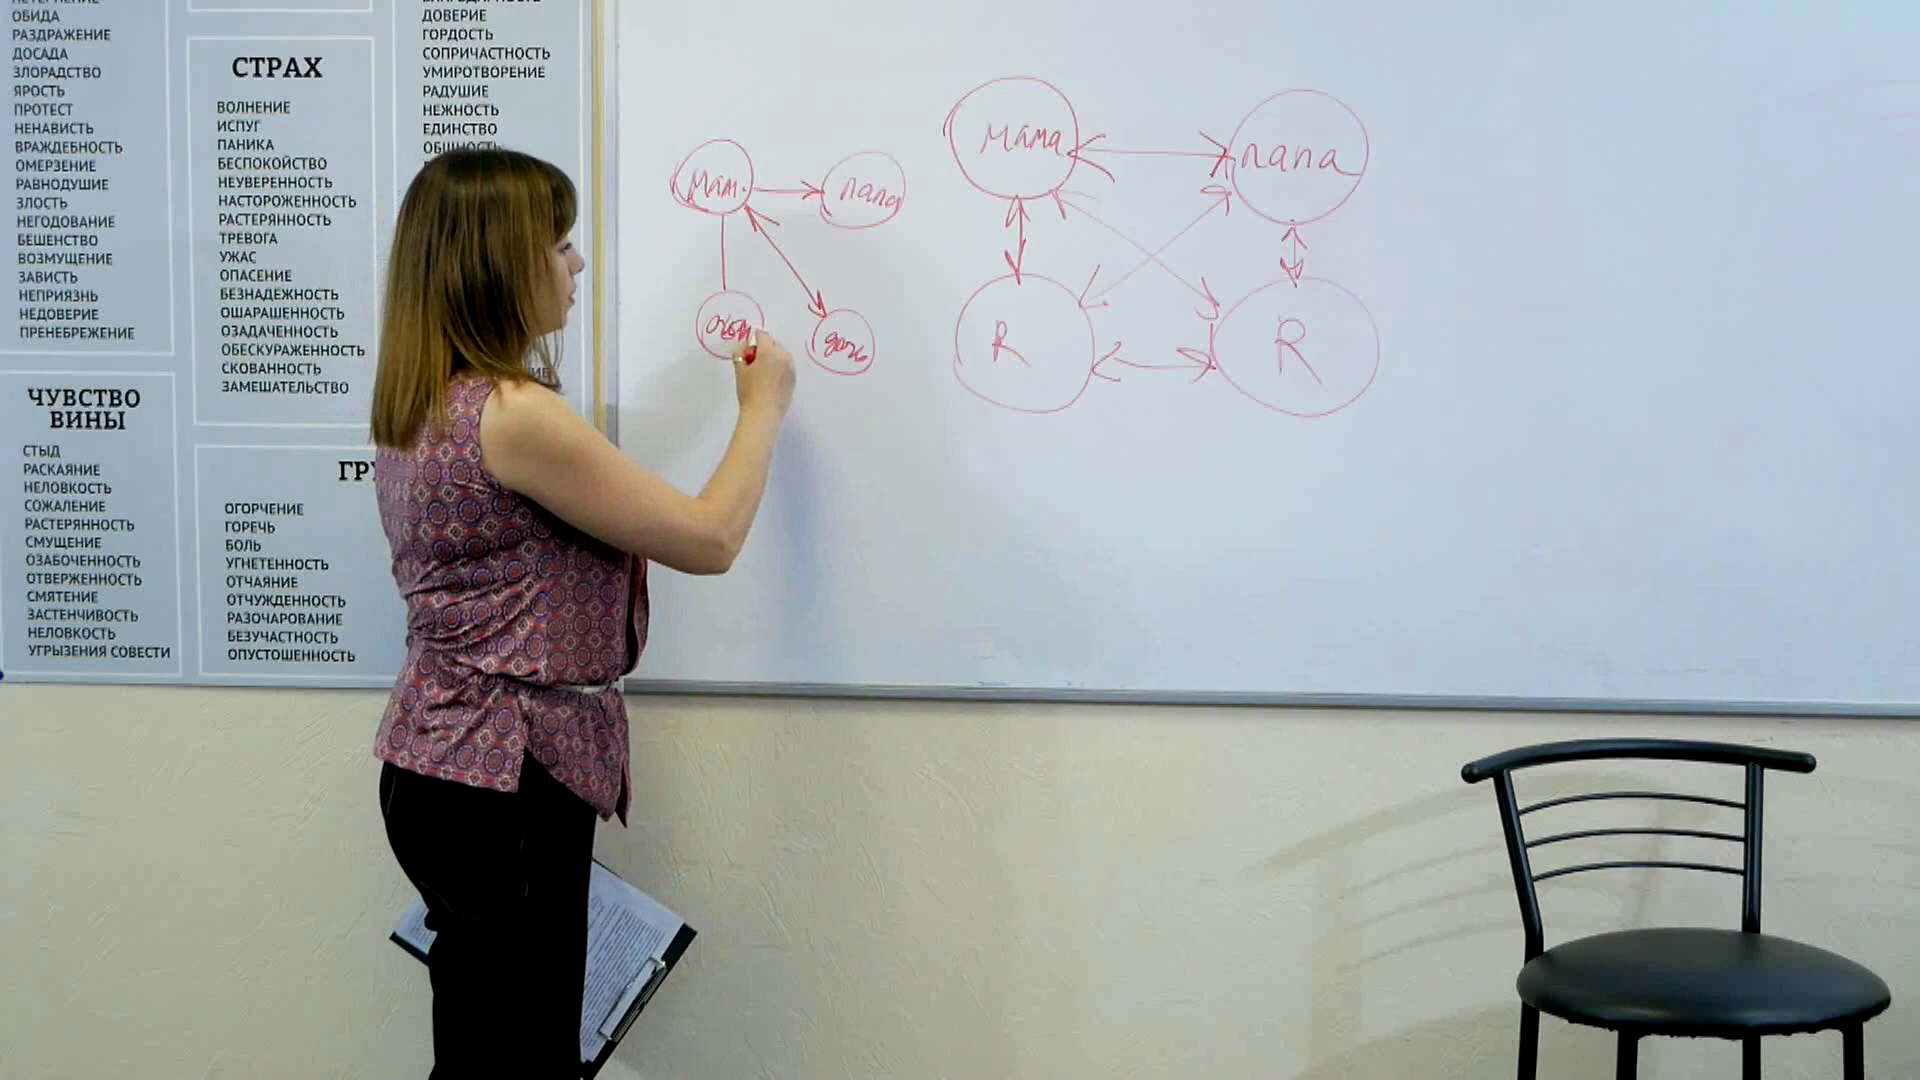 ОБИДА
РАЗДРАЖЕНИЕ
ДОСАДА
ЗЛОРАДСТВО
ЯРОСТЬ
ПРОТЕСТ
НЕНАВИСТЬ
ВРАЖДЕБНОСТЬ
ОМЕРЗЕНИЕ
РАВНОДУШИЕ
ЗЛОСТЬ
НЕГОДОВАНИЕ
БЕШЕНСТВО
ВОЗМУЩЕНИЕ
ЗАВИСТЬ
НЕПРИЯЗНЬ
НЕДОВЕРИЕ
ПРЕНЕБРЕЖЕНИЕ
ЧУВСТВО
ВИНЫ
СТЫД
РАСКАЯНИЕ
НЕЛОВКОСТЬ
СОЖАЛЕНИЕ
РАСТЕРЯННОСТЬ
СМУЩЕНИЕ
ОЗАБОЧЕННОСТЬ
ОТВЕРЖЕННОСТЬ
СМЯТЕНИЕ
ЗАСТЕНЧИВОСТЬ
НЕЛОВКОСТЬ
УГРЫЗЕНИЯ СОВЕСТИ
СТРАХ
ВОЛНЕНИЕ
ИСПУГ
ПАНИКА
БЕСПОКОЙСТВО
НЕУВЕРЕННОСТЬ
НАСТОРОЖЕННОСТЬ
РАСТЕРЯННОСТЬ
ТРЕВОГА
УЖАС
ОПАСЕНИЕ
БЕЗНАДЕЖНОСТЬ
ОШАРАШЕННОСТЬ
ОЗАДАЧЕННОСТЬ
ОБЕСКУРАЖЕННОСТЬ
СКОВАННОСТЬ
ЗАМЕШАТЕЛЬСТВО
ГРУ
ОГОРЧЕНИЕ
ГОРЕЧЬ
БОЛЬ
УГНЕТЕННОСТЬ
ОТЧАЯНИЕ
ОТЧУЖДЕННОСТЬ
РАЗОЧАРОВАНИЕ
БЕЗУЧАСТНОСТЬ
ОПУСТОШЕННОСТЬ
ДОВЕРИЕ
ГОРДОСТЬ
СОПРИЧАСТНОСТЬ
УМИРОТВОРЕНИЕ
РАДУШИЕ
НЕЖНОСТЬ
ЕДИНСТВО
мам.
папа
дочь
мама
папа
R
R